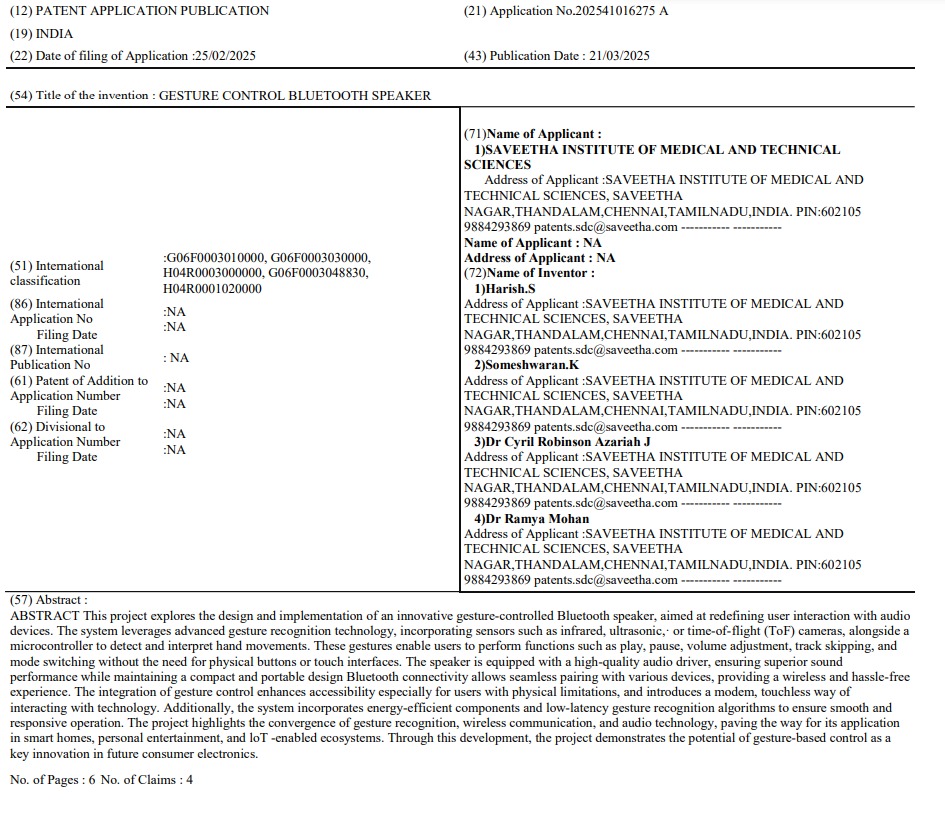 (12) PATENT APPLICATION PUBLICATION
(21) Application No.202541016275 A
(19) INDIA
(22) Date of filing of Application :25/02/2025
(43) Publication Date : 21/03/2025
(54) Title of the invention : GESTURE CONTROL BLUETOOTH SPEAKER
(51) International
classification
:G06F0003010000, G06F0003030000,
H04R0003000000, G06F0003048830,
H04R0001020000
(86) International
Application No
:NA
Filing Date
:NA
(87) International
Publication No
: NA
(61) Patent of Addition to
Application Number
:NA
Filing Date
:NA
(62) Divisional to
Application Number
:NA
Filing Date
:NA
(71)Name of Applicant :
1)SAVEETHA INSTITUTE OF MEDICAL AND TECHNICAL
SCIENCES
Address of Applicant :SAVEETHA INSTITUTE OF MEDICAL AND
TECHNICAL SCIENCES, SAVEETHA
NAGAR,THANDALAM,CHENNAI,TAMILNADU,INDIA. PIN:602105
9884293869 patents.sdc@saveetha.com ----------- -----------
Name of Applicant : NA
Address of Applicant : NA
(72)Name of Inventor :
1)Harish.S
Address of Applicant :SAVEETHA INSTITUTE OF MEDICAL AND
TECHNICAL SCIENCES, SAVEETHA
NAGAR,THANDALAM,CHENNAI,TAMILNADU,INDIA. PIN:602105
9884293869 patents.sdc@saveetha.com ----------- -----------
2)Someshwaran.K
Address of Applicant :SAVEETHA INSTITUTE OF MEDICAL AND
TECHNICAL SCIENCES, SAVEETHA
NAGAR,THANDALAM,CHENNAI,TAMILNADU,INDIA. PIN:602105
9884293869 patents.sdc@saveetha.com ----------- -----------
3)Dr Cyril Robinson Azariah J
Address of Applicant :SAVEETHA INSTITUTE OF MEDICAL AND
TECHNICAL SCIENCES, SAVEETHA
NAGAR,THANDALAM,CHENNAI,TAMILNADU,INDIA. PIN:602105
9884293869 patents.sdc@saveetha.com ----------- -----------
4)Dr Ramya Mohan
Address of Applicant :SAVEETHA INSTITUTE OF MEDICAL AND
TECHNICAL SCIENCES, SAVEETHA
NAGAR,THANDALAM,CHENNAI,TAMILNADU,INDIA. PIN:602105
9884293869 patents.sdc@saveetha.com ----------- -----------
(57) Abstract :
ABSTRACT This project explores the design and implementation of an innovative gesture-controlled Bluetooth speaker, aimed at redefining user interaction with audio
devices. The system leverages advanced gesture recognition technology, incorporating sensors such as infrared, ultrasonic,· or time-of-flight (ToF) cameras, alongside a
microcontroller to detect and interpret hand movements. These gestures enable users to perform functions such as play, pause, volume adjustment, track skipping, and
mode switching without the need for physical buttons or touch interfaces. The speaker is equipped with a high-quality audio driver, ensuring superior sound
performance while maintaining a compact and portable design Bluetooth connectivity allows seamless pairing with various devices, providing a wireless and hassle-free
experience. The integration of gesture control enhances accessibility especially for users with physical limitations, and introduces a modem, touchless way of
interacting with technology. Additionally, the system incorporates energy-efficient components and low-latency gesture recognition algorithms to ensure smooth and
responsive operation. The project highlights the convergence of gesture recognition, wireless communication, and audio technology, paving the way for its application
in smart homes, personal entertainment, and loT -enabled ecosystems. Through this development, the project demonstrates the potential of gesture-based control as a
key innovation in future consumer electronics.
No. of Pages : 6 No. of Claims : 4